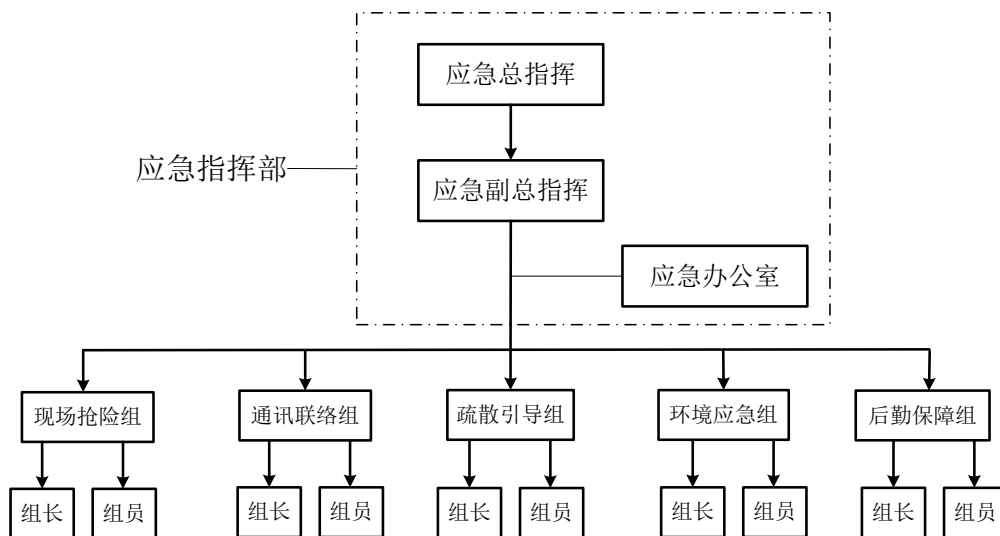 应急总指挥
应急指挥部
应急副总指挥
应急办公室
现场抢险组
通讯联络组
疏散引导组
环境应急组
后勤保障组
组长
组员
组长
组员
组长
组员
组长
组员
组长
组员